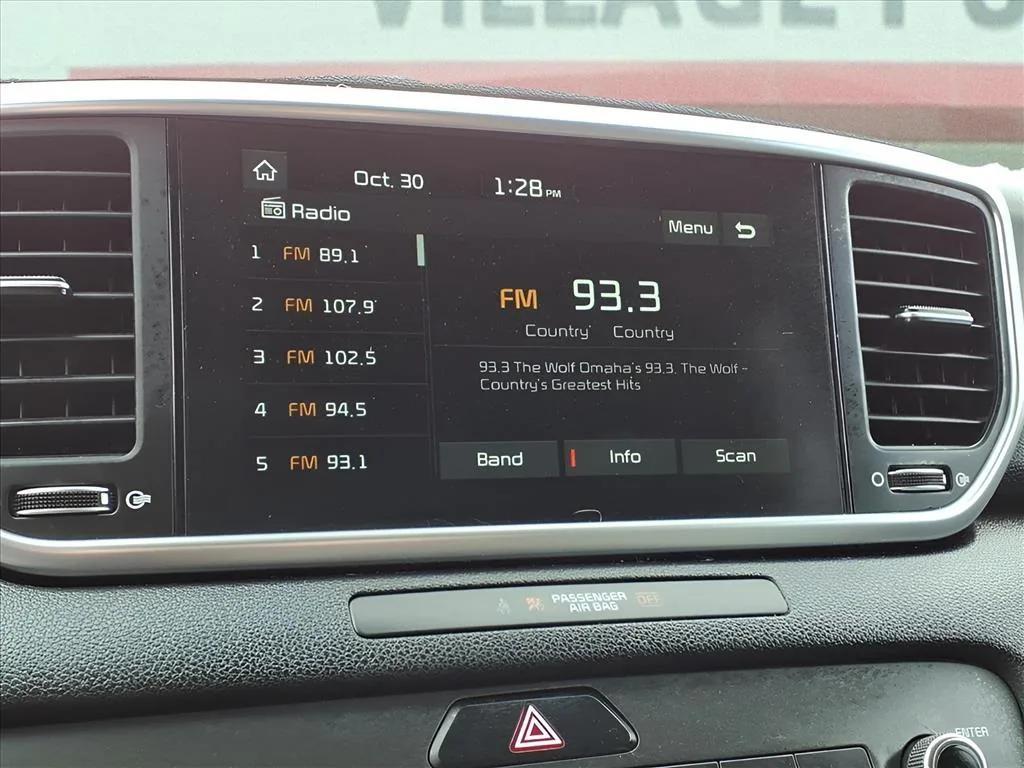 VILLAGE
Oct. 30 1:28 PM
Radio
Menu
1 FM 89.1
2 FM 107.9
3 FM 102.5
4 FM 94.5
5 FM 93.1
FM 93.3
Country Country
93.3 The Wolf Omaha's 93.3. The Wolf -
Country's Greatest Hits
Band Info Scan
PASSENGER
AIR BAG OFF
ENTER